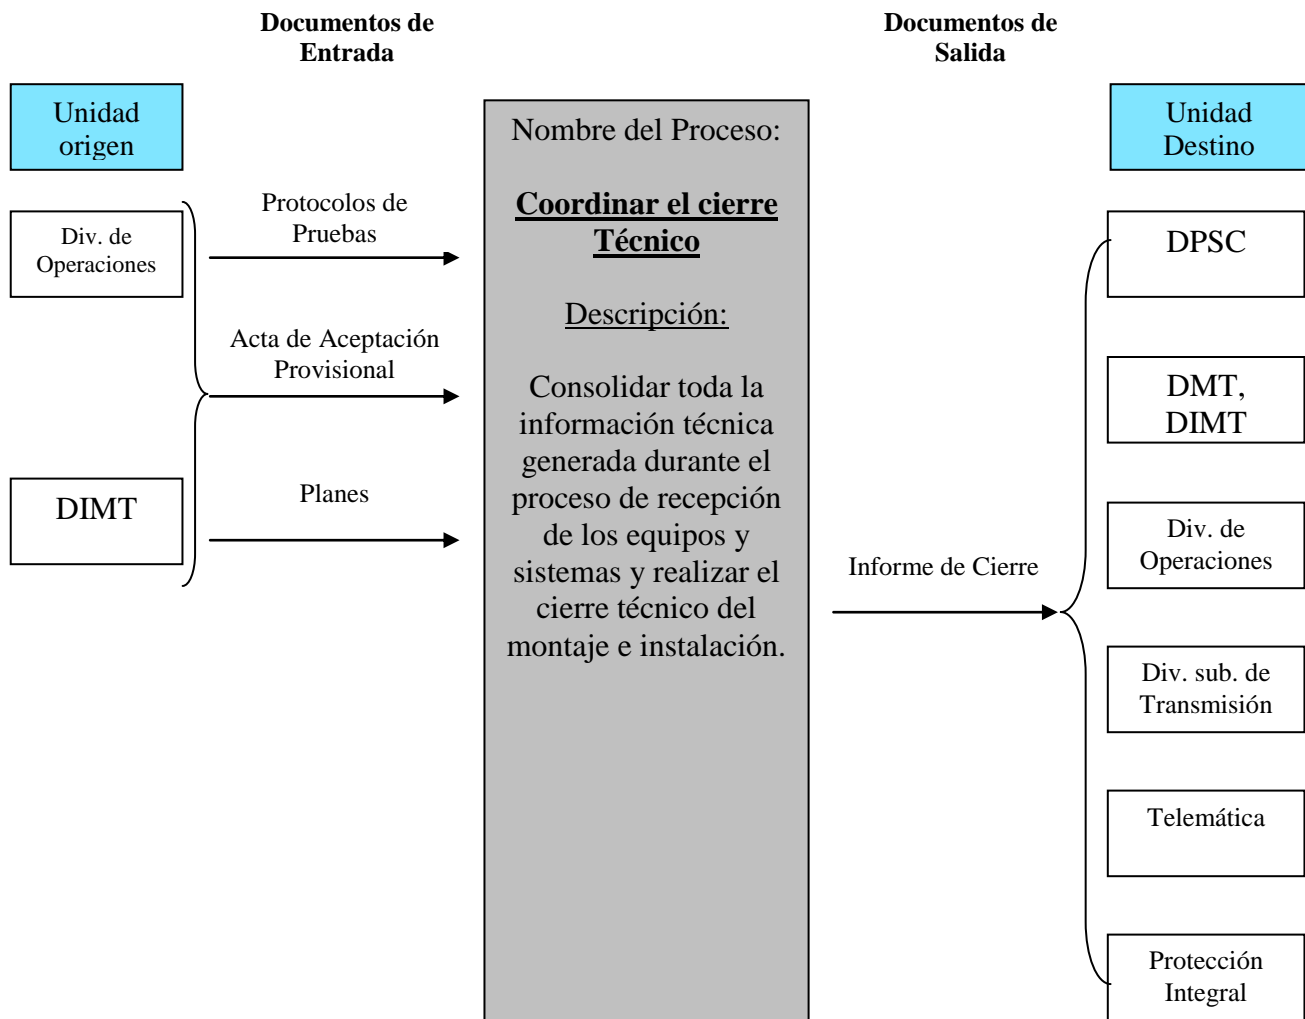 Documentos de
Entrada
Documentos de
Salida
Unidad
origen
Div. de
Operaciones
DIMT
Protocolos de
Pruebas
Acta de Aceptación
Provisional
Planes
Nombre del Proceso:
Coordinar el cierre
Técnico
Descripción:
Consolidar toda la
información técnica
generada durante el
proceso de recepción
de los equipos y
sistemas y realizar el
cierre técnico del
montaje e instalación.
Informe de Cierre
Unidad
Destino
DPSC
DMT,
DIMT
Div. de
Operaciones
Div. sub. de
Transmisión
Telemática
Protección
Integral